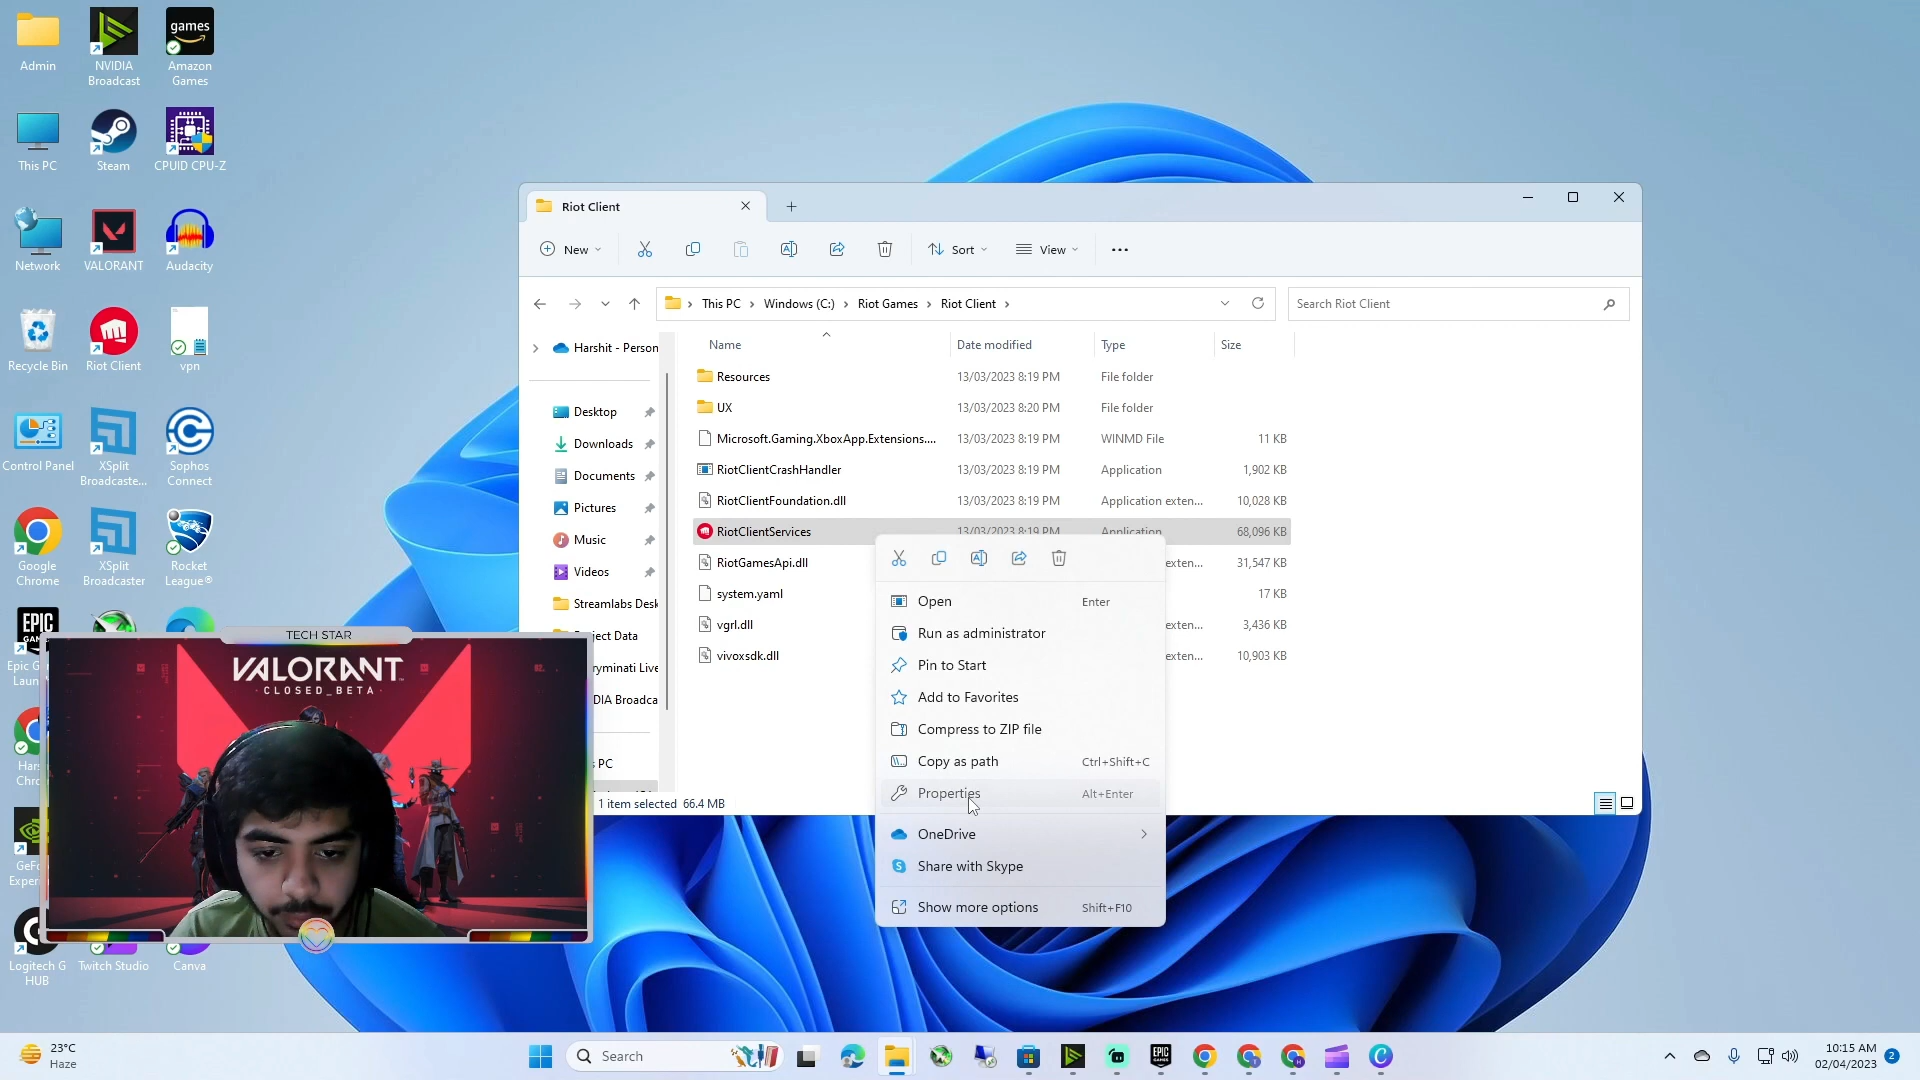 Admin
NVIDIA
Broadcast
games
Amazon
Games
This PC
Steam
CPUID CPU-Z
Network
VALORANT
Audacity
Recycle Bin
Riot Client
vpn
Control Panel
XSplit
Broadcaste...
Sophos
Connect
Google
Chrome
XSplit
Broadcaster
Rocket
League®
EPIC
Logitech G
HUB
Twitch Studio
Canva
TECH STAR
VALORANT
CLOSED_BETA
Riot Client
New
Sort
View
This PC
Windows (C:)
Riot Games
Riot Client
Search Riot Client
Harshit - Person
Desktop
Downloads
Documents
Pictures
Music
Videos
Streamlabs Desk
ject Data
ryminati Live
DIA Broadca
PC
Name Date modified Type Size
Resources 13/03/2023 8:19 PM File folder
UX 13/03/2023 8:20 PM File folder
Microsoft.Gaming.XboxApp.Extensions.... 13/03/2023 8:19 PM WINMD File 11 KB
RiotClientCrashHandler 13/03/2023 8:19 PM Application 1,902 KB
RiotClientFoundation.dll 13/03/2023 8:19 PM Application exten... 10,028 KB
RiotClientServices 13/03/2023 8:19 PM Application 68,096 KB
RiotGamesApi.dll exten... 31,547 KB
system.yaml 17 KB
vgrl.dll exten... 3,436 KB
vivoxsdk.dll exten... 10,903 KB
Open Enter
Run as administrator
Pin to Start
Add to Favorites
Compress to ZIP file
Copy as path Ctrl+Shift+C
Properties Alt+Enter
OneDrive
Share with Skype
Show more options Shift+F10
1 item selected 66.4 MB
23°C
Haze
Search
EPIC
GAMES
10:15 AM
02/04/2023
2